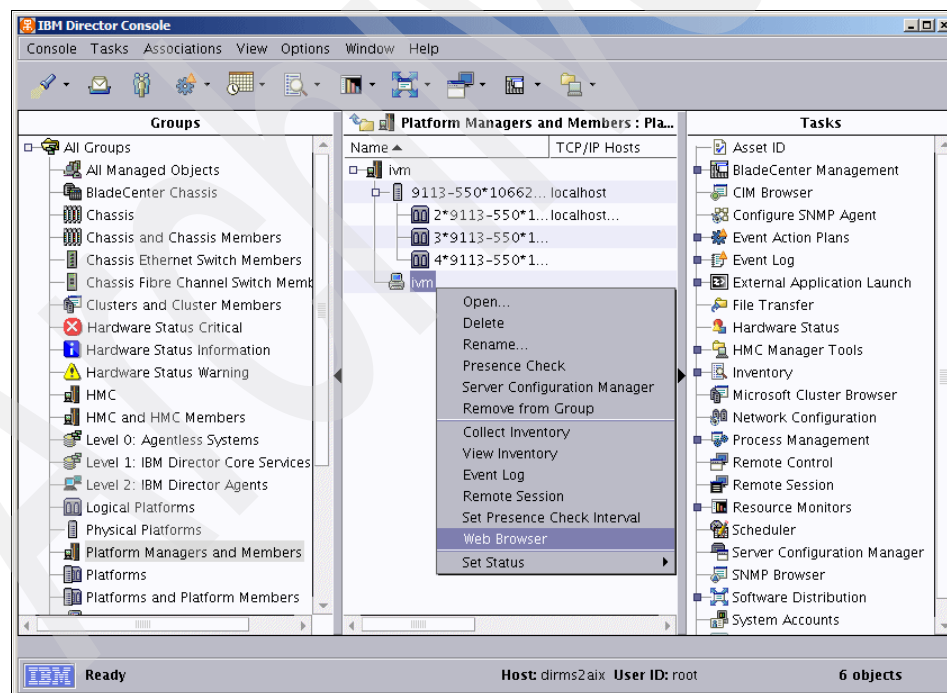 IBM Director Console
Console Tasks Associations View Options Window Help
Groups
All Groups
All Managed Objects
BladeCenter Chassis
Chassis
Chassis and Chassis Members
Chassis Ethernet Switch Members
Chassis Fibre Channel Switch Memb
Clusters and Cluster Members
Hardware Status Critical
Hardware Status Information
Hardware Status Warning
HMC
HMC and HMC Members
Level 0: Agentless Systems
Level 1: IBM Director Core Services
Level 2: IBM Director Agents
Logical Platforms
Physical Platforms
Platform Managers and Members
Platforms
Platforms and Platform Members
Platform Managers and Members : Pla...
Name TCP/IP Hosts
ivm
9113-550*10662... localhost
2*9113-550*1... localhost...
3*9113-550*1...
4*9113-550*1...
ivm
Open...
Delete
Rename...
Presence Check
Server Configuration Manager
Remove from Group
Collect Inventory
View Inventory
Event Log
Remote Session
Set Presence Check Interval
Web Browser
Set Status
Tasks
Asset ID
BladeCenter Management
CIM Browser
Configure SNMP Agent
Event Action Plans
Event Log
External Application Launch
File Transfer
Hardware Status
HMC Manager Tools
Inventory
Microsoft Cluster Browser
Network Configuration
Process Management
Remote Control
Remote Session
Resource Monitors
Scheduler
Server Configuration Manager
SNMP Browser
Software Distribution
System Accounts
IBM Ready Host: dirms2aix User ID: root 6 objects